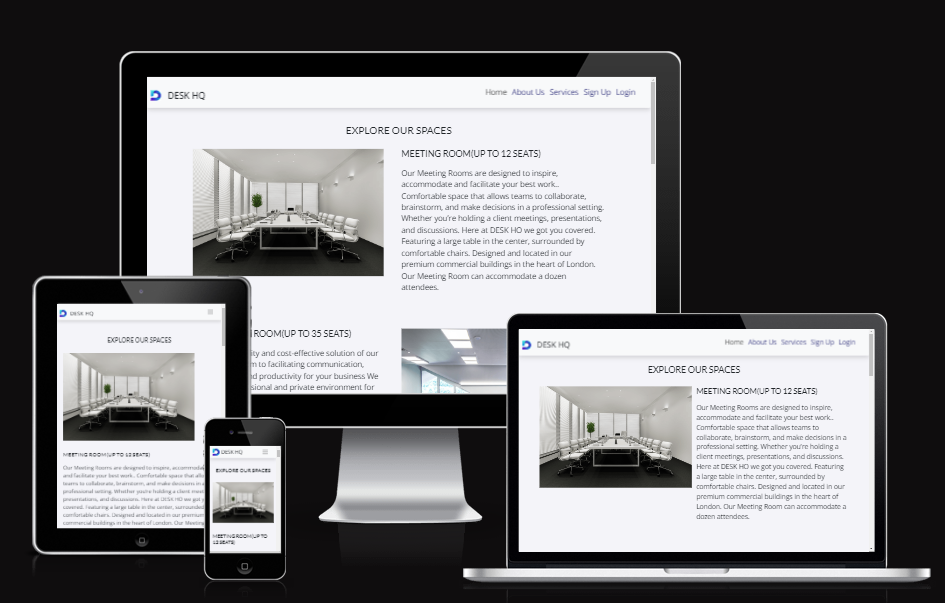 DESK HQ
Home About Us Services Sign Up Login
EXPLORE OUR SPACES
MEETING ROOM(UP TO 12 SEATS)
Our Meeting Rooms are designed to inspire,
accommodate and facilitate your best work..
Comfortable space that allows teams to collaborate,
brainstorm, and make decisions in a professional setting.
Whether you're holding a client meetings, presentations,
and discussions. Here at DESK HQ we got you covered.
Featuring a large table in the center, surrounded by
comfortable chairs. Designed and located in our
premium commercial buildings in the heart of London.
Our Meeting Room can accommodate a dozen
attendees.
ROOM(UP TO 35 SEATS)
ity and cost-effective solution of our
m to facilitating communication,
d productivity for your business We
sional and private environment for
DESK HQ
EXPLORE OUR SPACES
MEETING ROOM(UP TO 12 SEATS)
Our Meeting Rooms are designed to inspire, accommoda
and facilitate your best work.. Comfortable space that allo
teams to collaborate, brainstorm, and make decisions in a
professional setting. Whether you're holding a client meet
presentations, and discussions. Here at DESK HQ we got y
covered. Featuring a large table in the center, surrounded
comfortable chairs. Designed and located in our premium
commercial buildings in the heart of London. Our Meeting
DESK HQ
EXPLORE OUR SPACES
MEETING ROOM(UP TO 12
SEATS)
DESK HQ
Home About Us Services Sign Up Login
EXPLORE OUR SPACES
MEETING ROOM(UP TO 12 SEATS)
Our Meeting Rooms are designed to inspire,
accommodate and facilitate your best work..
Comfortable space that allows teams to
collaborate, brainstorm, and make decisions in a
professional setting. Whether you're holding a
client meetings, presentations, and discussions.
Here at DESK HQ we got you covered. Featuring
a large table in the center, surrounded by
comfortable chairs. Designed and located in our
premium commercial buildings in the heart of
London. Our Meeting Room can accommodate a
dozen attendees.